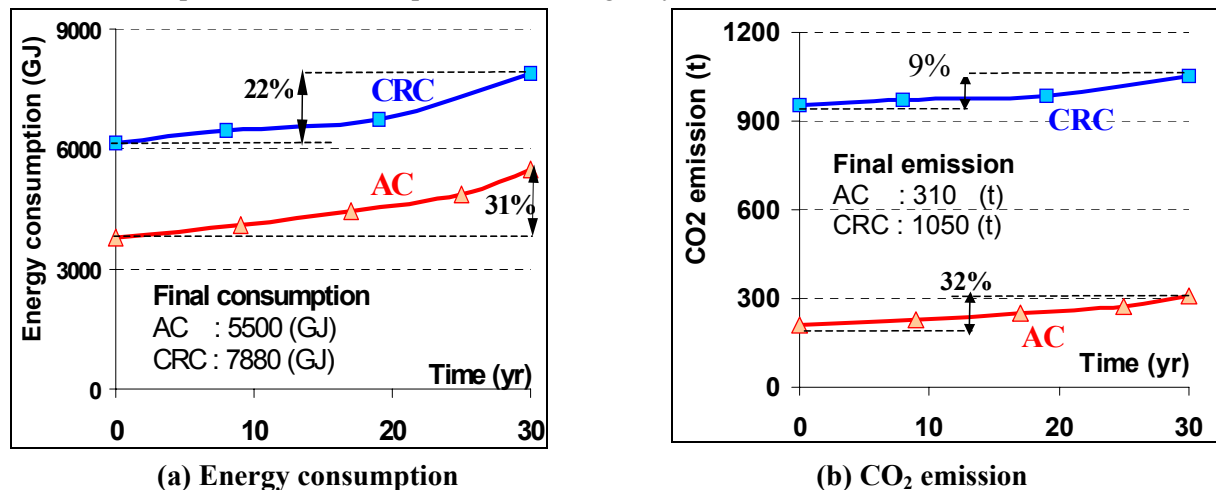 9000
6000
3000
0
Energy consumption (GJ)
22%
CRC
AC
31%
Final consumption
AC : 5500 (GJ)
CRC : 7880 (GJ)
Time (yr)
0 10 20 30
(a) Energy consumption
1200
900
600
300
0
CO2 emission (t)
9%
CRC
Final emission
AC : 310 (t)
CRC : 1050 (t)
32%
AC
Time (yr)
0 10 20 30
(b) CO₂ emission